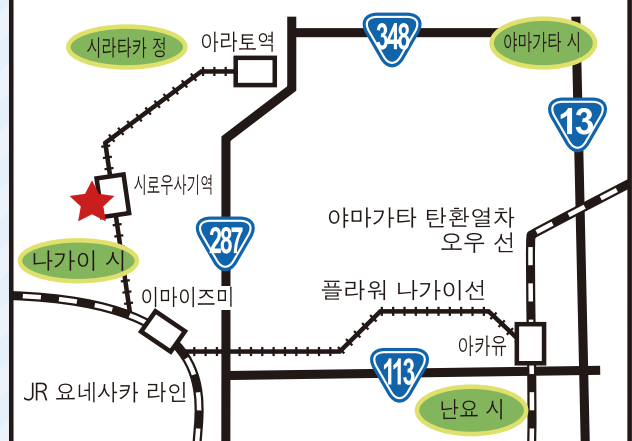 시라타카 정
아라토역
348
야마가타 시
13
시로우사기역
야마가타 탄환열차
오우 선
287
나가이 시
이마이즈미
플라워 나가이선
아카유
113
JR 요네사카 라인
난요 시